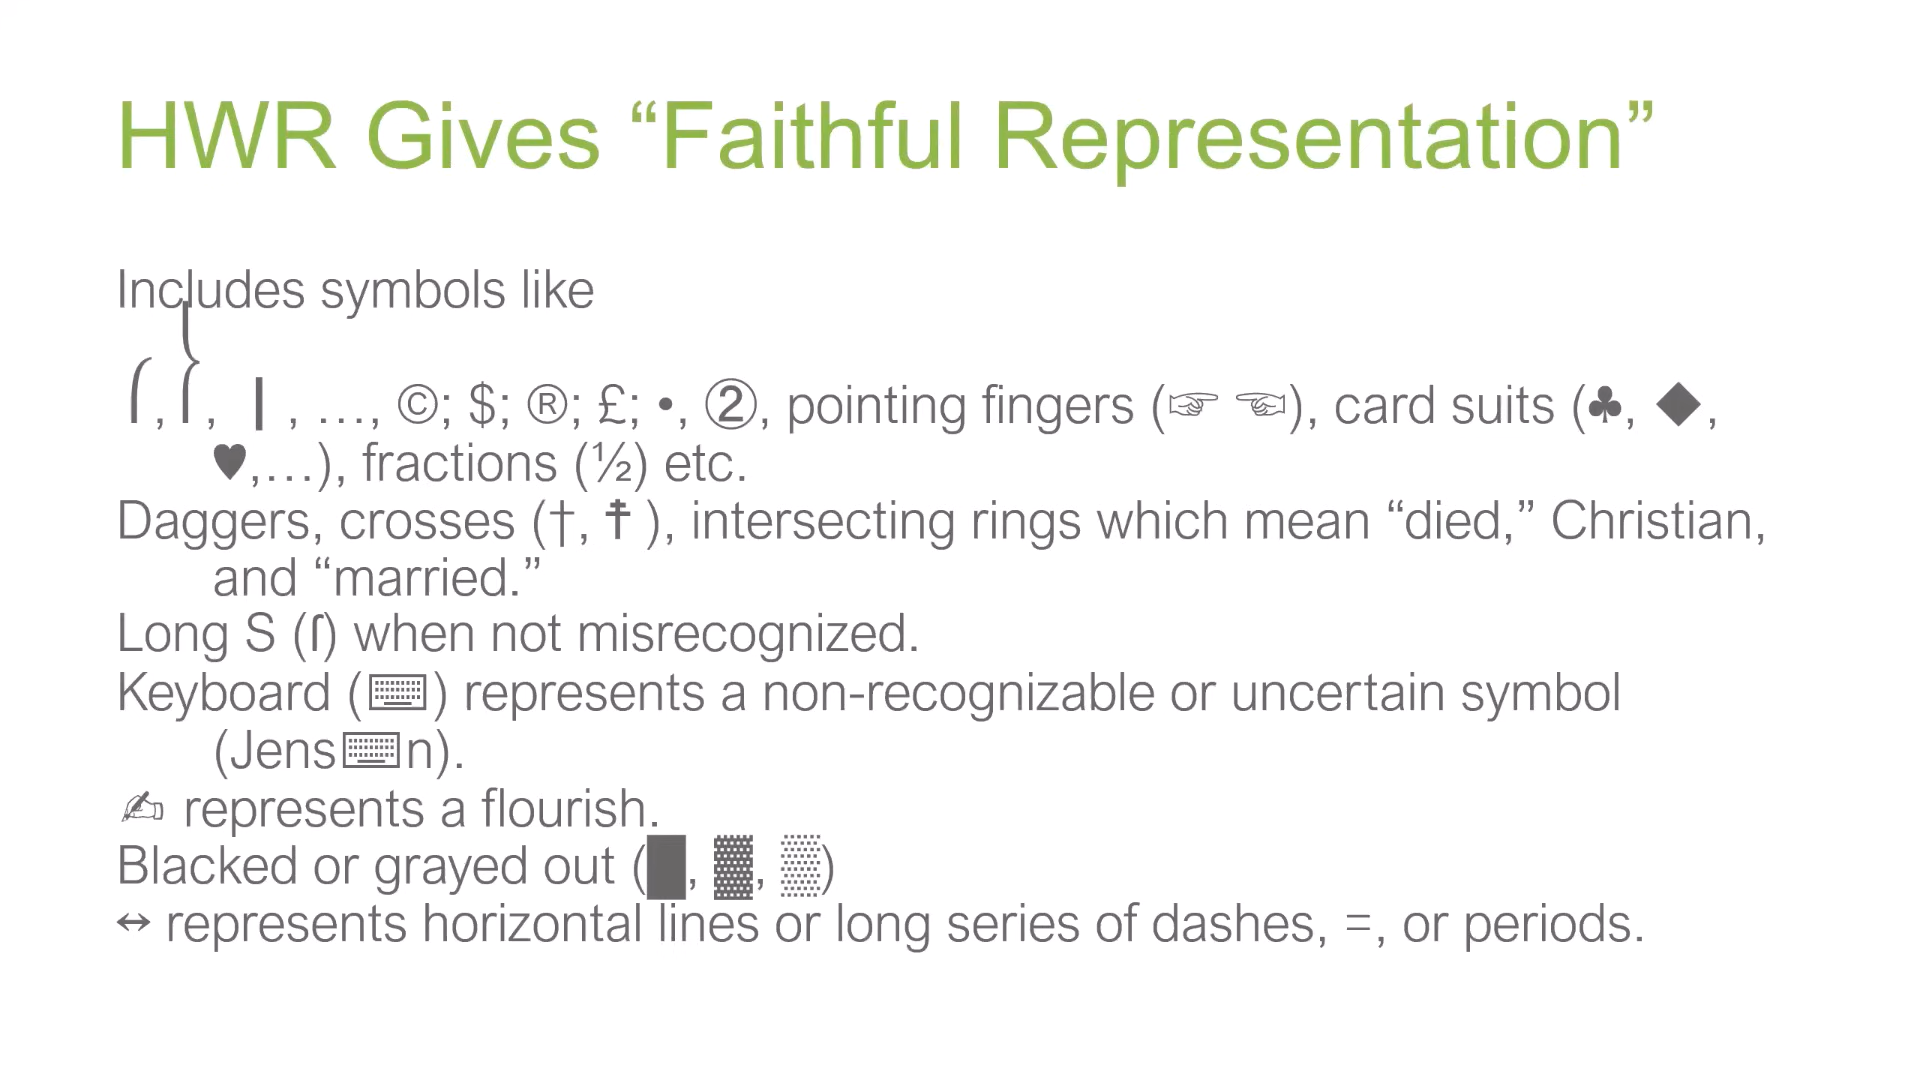 HWR Gives “Faithful Representation”
Includes symbols like
⎧, ⎨, ❙, …, ©; $; ®; £; •, ②, pointing fingers (☞ ☜), card suits (♣, ◆,
♥,…), fractions (½) etc.
Daggers, crosses (†, ☨), intersecting rings which mean “died,” Christian,
and “married.”
Long S (ſ) when not misrecognized.
Keyboard (⌨) represents a non-recognizable or uncertain symbol
(Jens⌨n).
✍ represents a flourish.
Blacked or grayed out (█, ▓, ▒)
↔ represents horizontal lines or long series of dashes, =, or periods.